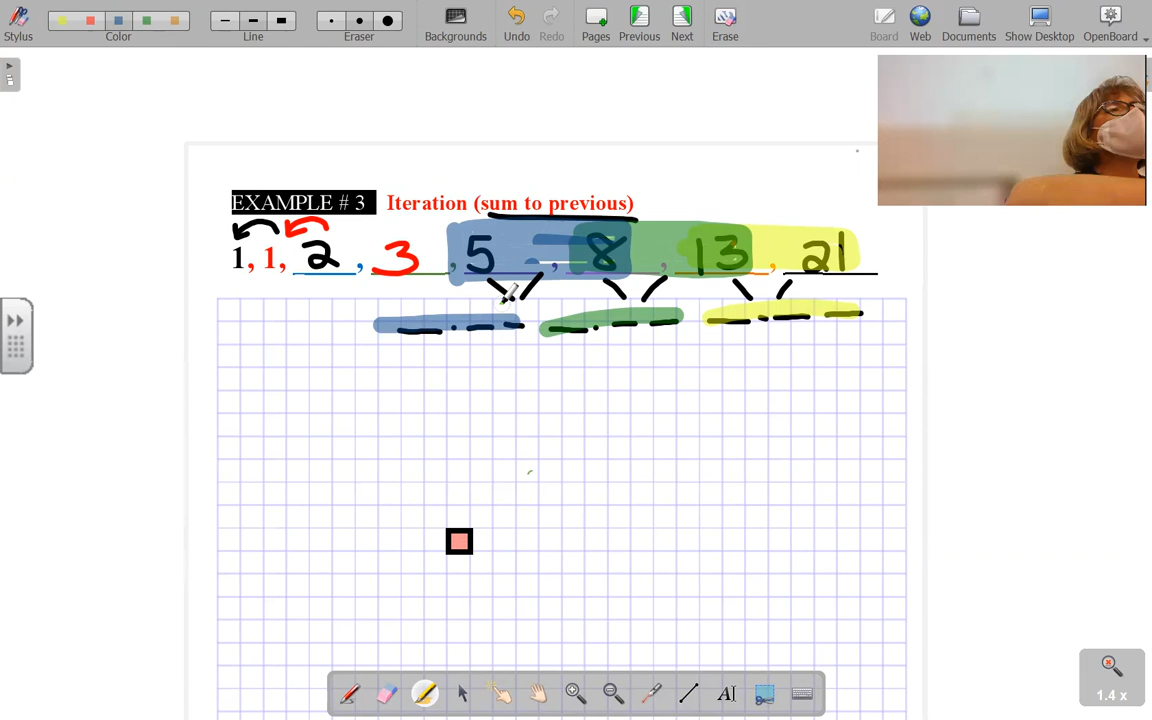 Stylus Color Line Eraser Backgrounds Undo Redo Pages Previous Next Erase Board Web Documents Show Desktop OpenBoard
EXAMPLE # 3 Iteration (sum to previous)
1, 1, 2, 3, 5, 8, 13, 21
1.4 x